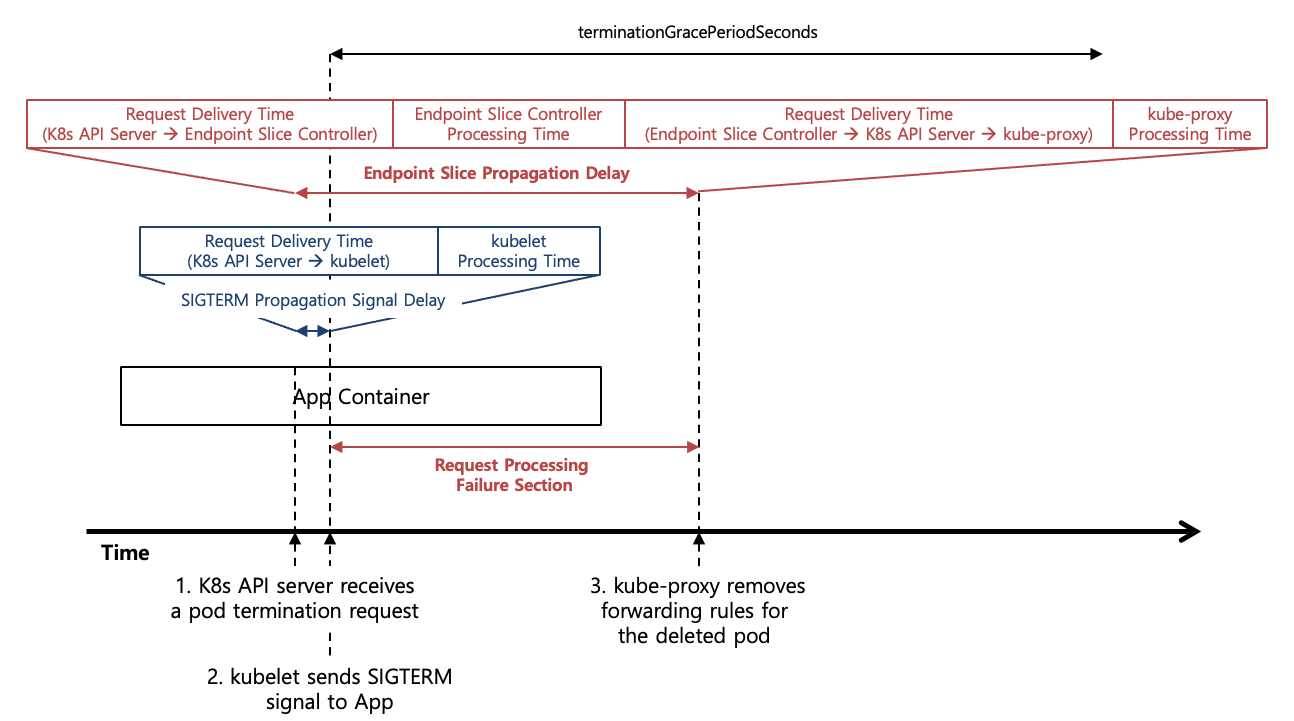 terminationGracePeriodSeconds
Request Delivery Time
(K8s API Server → Endpoint Slice Controller)
Endpoint Slice Controller
Processing Time
Request Delivery Time
(Endpoint Slice Controller → K8s API Server → kube-proxy)
kube-proxy
Processing Time
Endpoint Slice Propagation Delay
Request Delivery Time
(K8s API Server → kubelet)
kubelet
Processing Time
SIGTERM Propagation Signal Delay
App Container
Request Processing
Failure Section
Time
1. K8s API server receives
a pod termination request
2. kubelet sends SIGTERM
signal to App
3. kube-proxy removes
forwarding rules for
the deleted pod